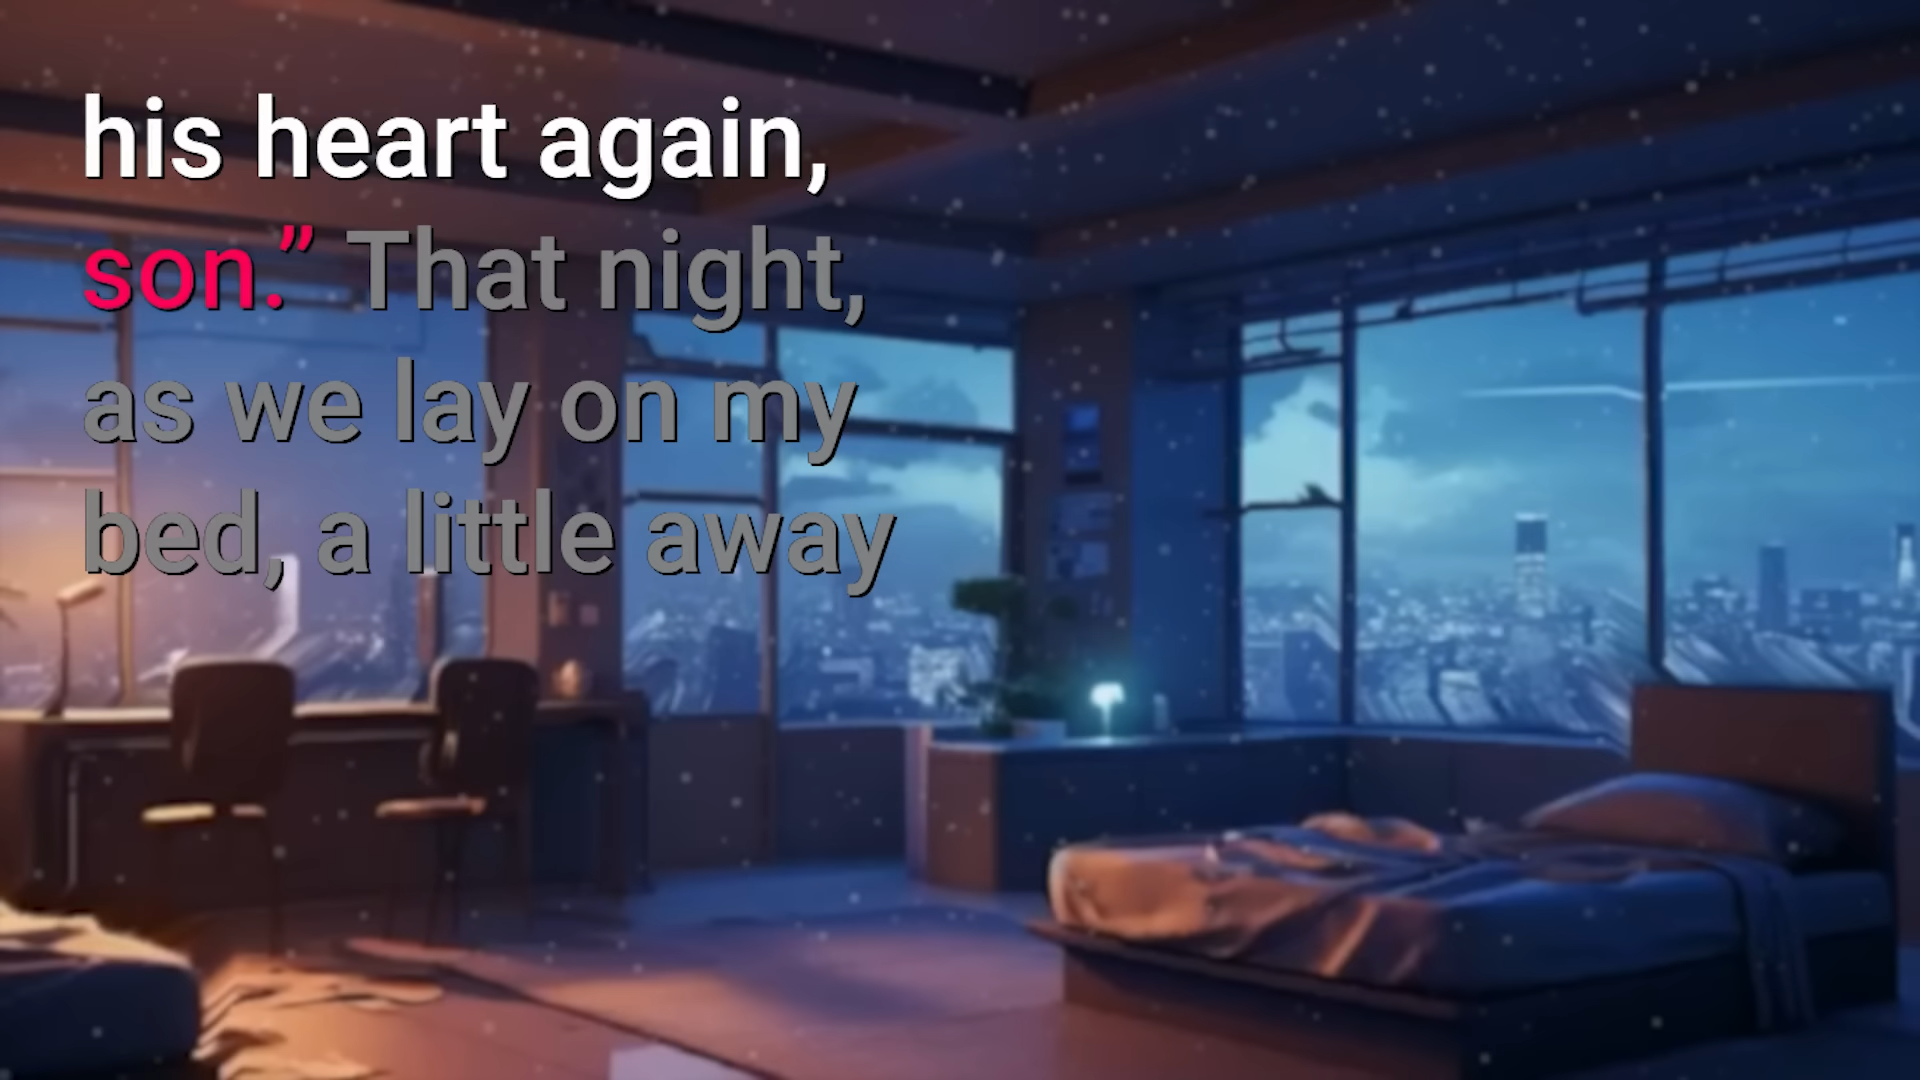 his heart again,
son.” That night,
as we lay on my
bed, a little away